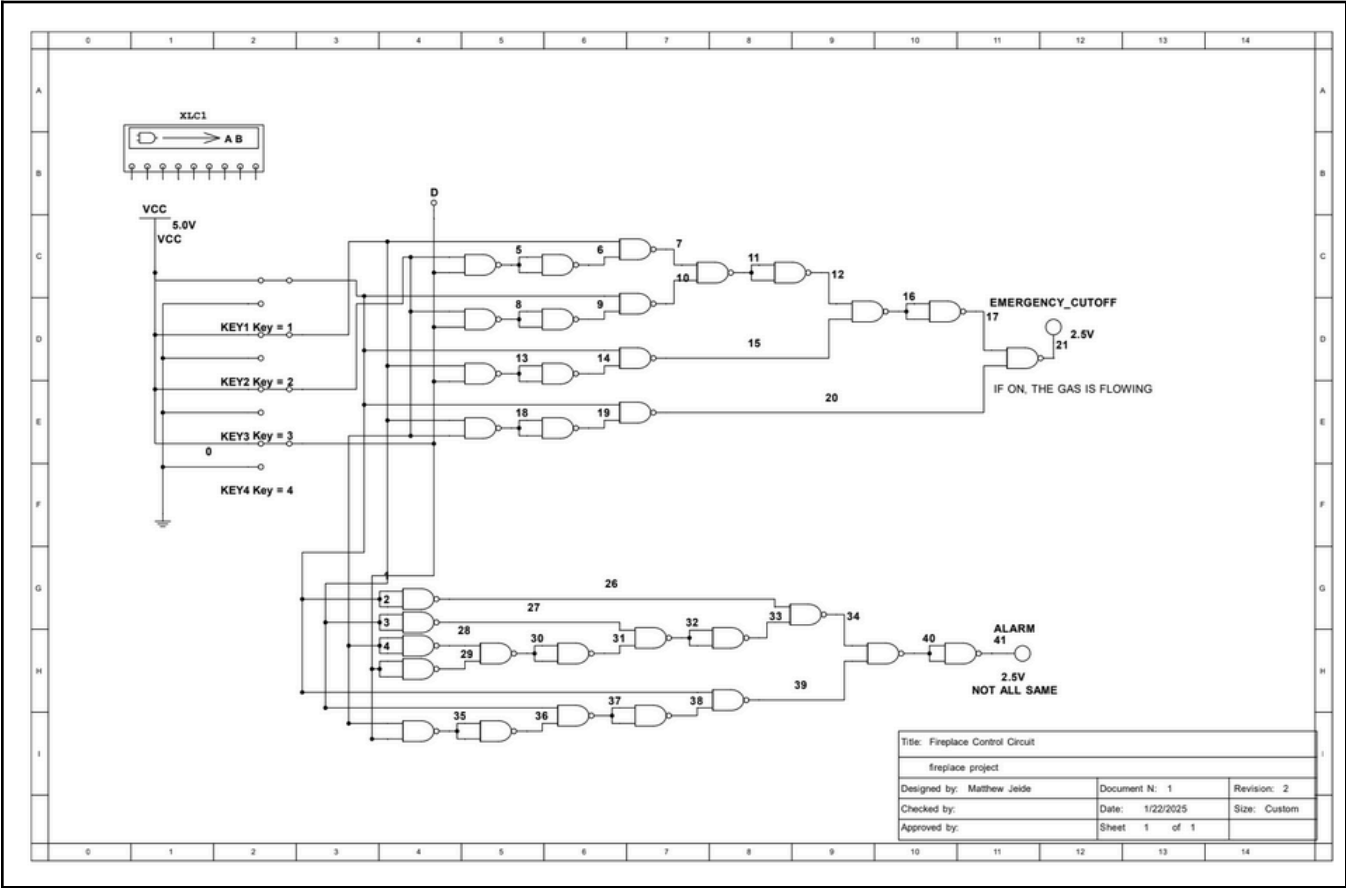 0 1 2 3 4 5 6 7 8 9 10 11 12 13 14
A A
XLC1
A B
B B
D
VCC
5.0V
VCC
C C
5 6 7
11
10 12
8 9
16 EMERGENCY_CUTOFF
17
2.5V
KEY1 Key = 1
D D
15 21
13 14
KEY2 Key = 2
IF ON, THE GAS IS FLOWING
20
18 19
E E
KEY3 Key = 3
0
KEY4 Key = 4
F F
1 26
G G
2
27
3 28 32 33 34
ALARM
4 29 30 31 40 41
H H
2.5V
39 NOT ALL SAME
35 36 37 38
Title: Fireplace Control Circuit
I I
fireplace project
Designed by: Matthew Jeide Document N: 1 Revision: 2
Checked by: Date: 1/22/2025 Size: Custom
Approved by: Sheet 1 of 1
0 1 2 3 4 5 6 7 8 9 10 11 12 13 14